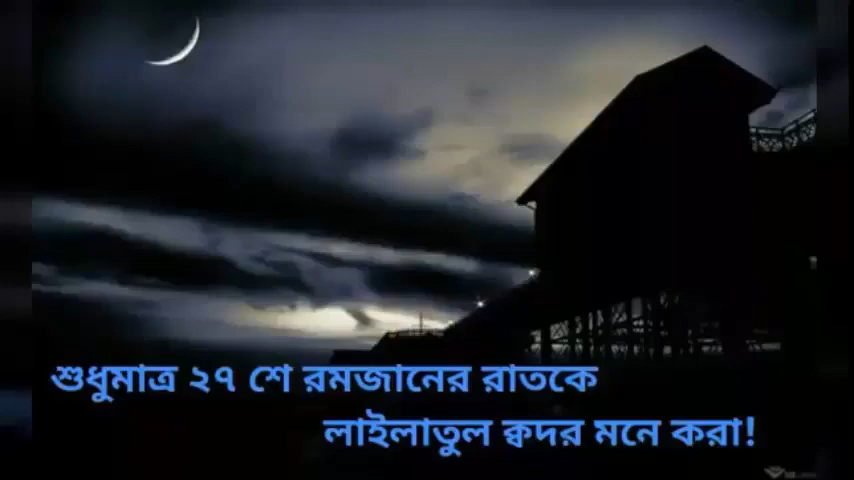 শুধুমাত্র ২৭ শে রমজানের রাতকে
লাইলাতুল ক্বদর মনে করা!